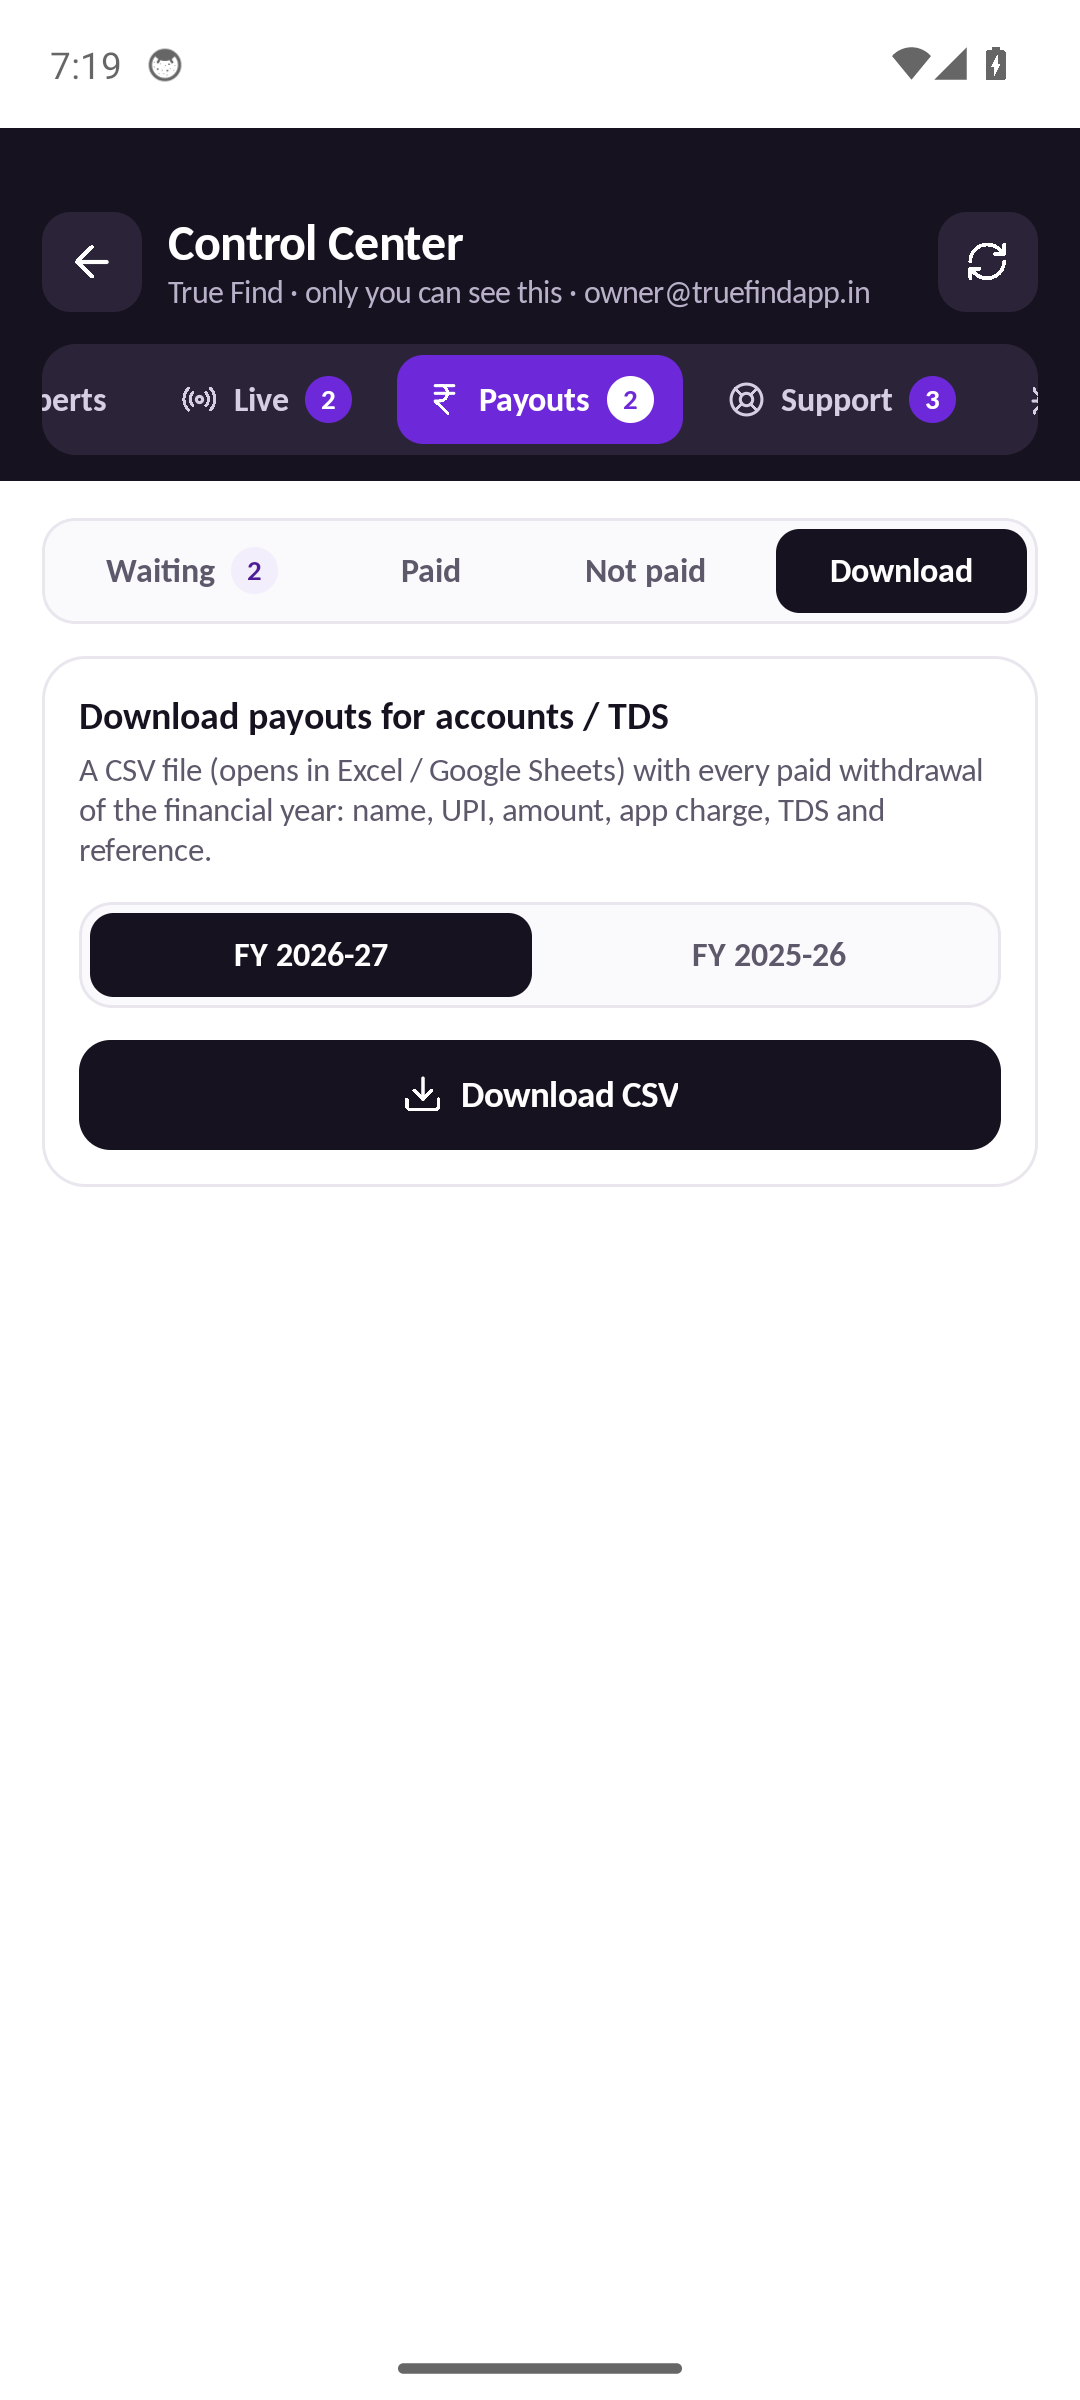 7:19
Control Center
True Find · only you can see this · owner@truefindapp.in
perts
Live 2
₹ Payouts 2
Support 3
Waiting 2
Paid
Not paid
Download
Download payouts for accounts / TDS
A CSV file (opens in Excel / Google Sheets) with every paid withdrawal
of the financial year: name, UPI, amount, app charge, TDS and
reference.
FY 2026-27
FY 2025-26
Download CSV